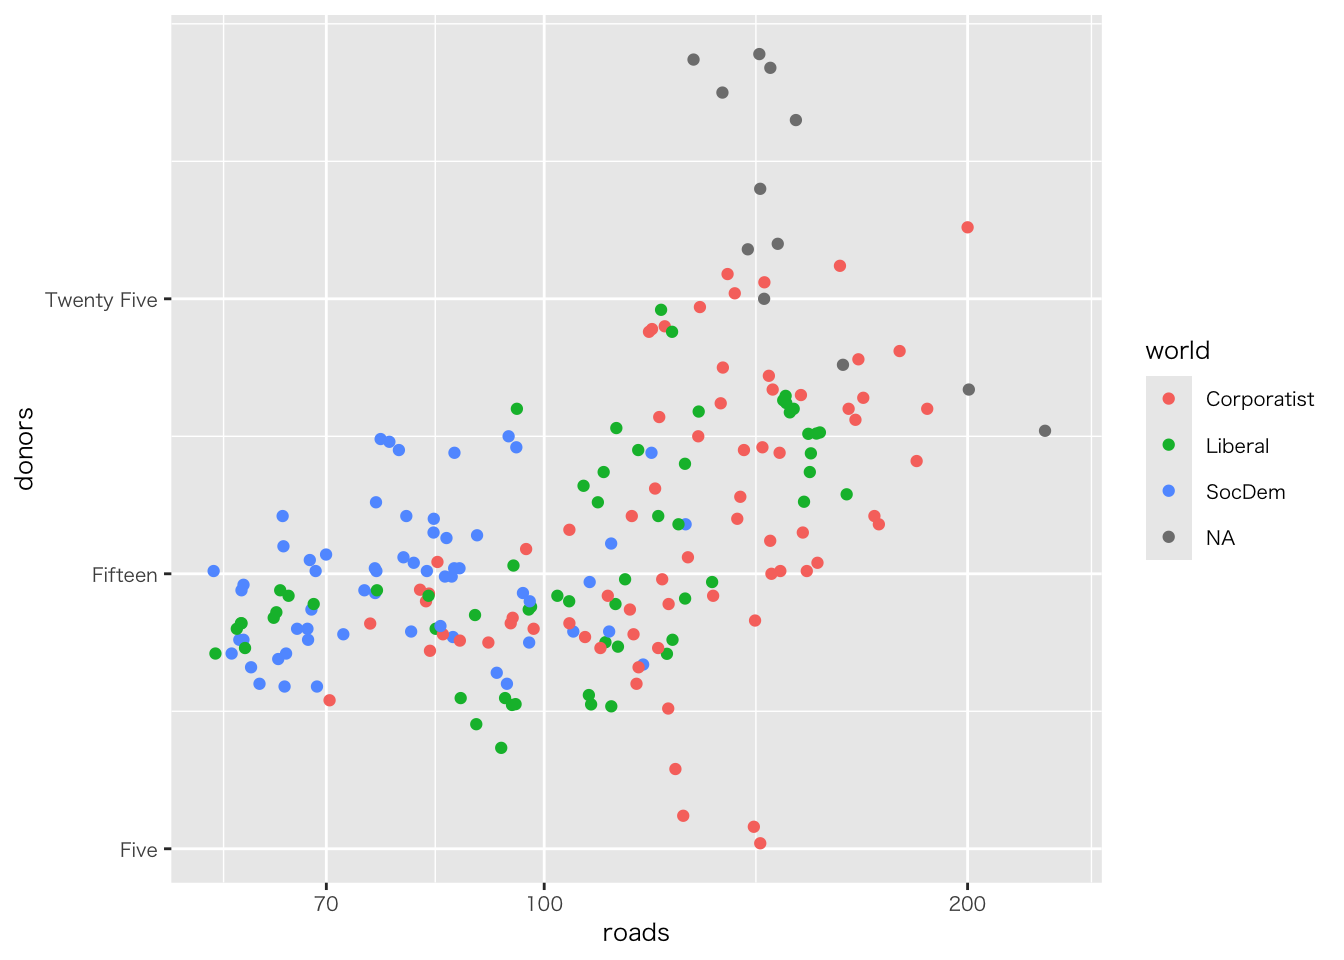 donors
Twenty Five
Fifteen
Five
70 100 200
roads
world
Corporatist
Liberal
SocDem
NA